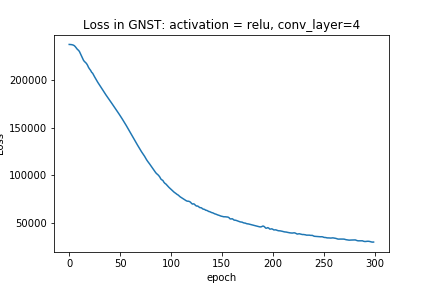 Loss in GNST: activation = relu, conv_layer=4
Loss
200000
150000
100000
50000
0 50 100 150 200 250 300
epoch